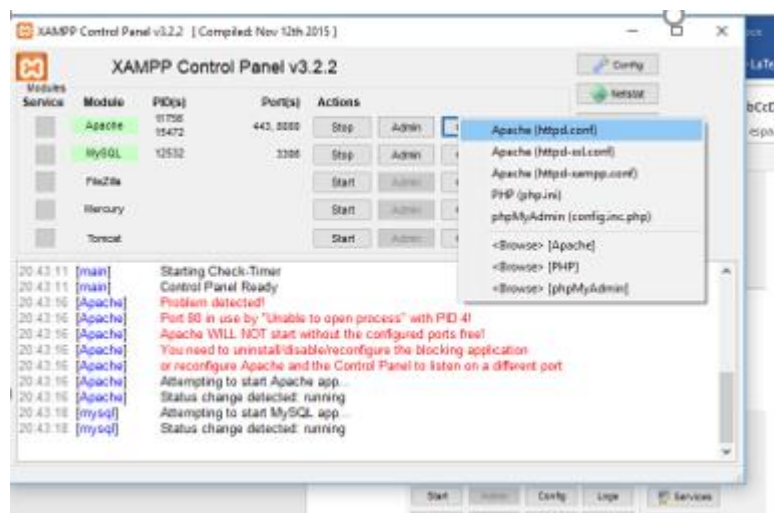 XAMPP Control Panel v3.2.2 [ Compiled: Nov 12th 2015 ]
XAMPP Control Panel v3.2.2
Config
Netstat
Modules
Service Module PID(s) Port(s) Actions
Apache 11756 15472 443, 8080 Stop Admin
MySQL 12532 3306 Stop Admin
FileZilla Start Admin
Mercury Start Admin
Tomcat Start Admin
Apache (httpd.conf)
Apache (httpd-ssl.conf)
Apache (httpd-xampp.conf)
PHP (php.ini)
phpMyAdmin (config.inc.php)
<Browse> [Apache]
<Browse> [PHP]
<Browse> [phpMyAdmin]
20:43:11 [main] Starting Check-Timer
20:43:11 [main] Control Panel Ready
20:43:16 [Apache] Problem detected!
20:43:16 [Apache] Port 80 in use by "Unable to open process" with PID 4!
20:43:16 [Apache] Apache WILL NOT start without the configured ports free!
20:43:16 [Apache] You need to uninstall/disable/reconfigure the blocking application
20:43:16 [Apache] or reconfigure Apache and the Control Panel to listen on a different port
20:43:16 [Apache] Attempting to start Apache app...
20:43:16 [Apache] Status change detected: running
20:43:18 [mysql] Attempting to start MySQL app...
20:43:18 [mysql] Status change detected: running
Start Admin Config Logs Services
-LaTe
bCcD
espa